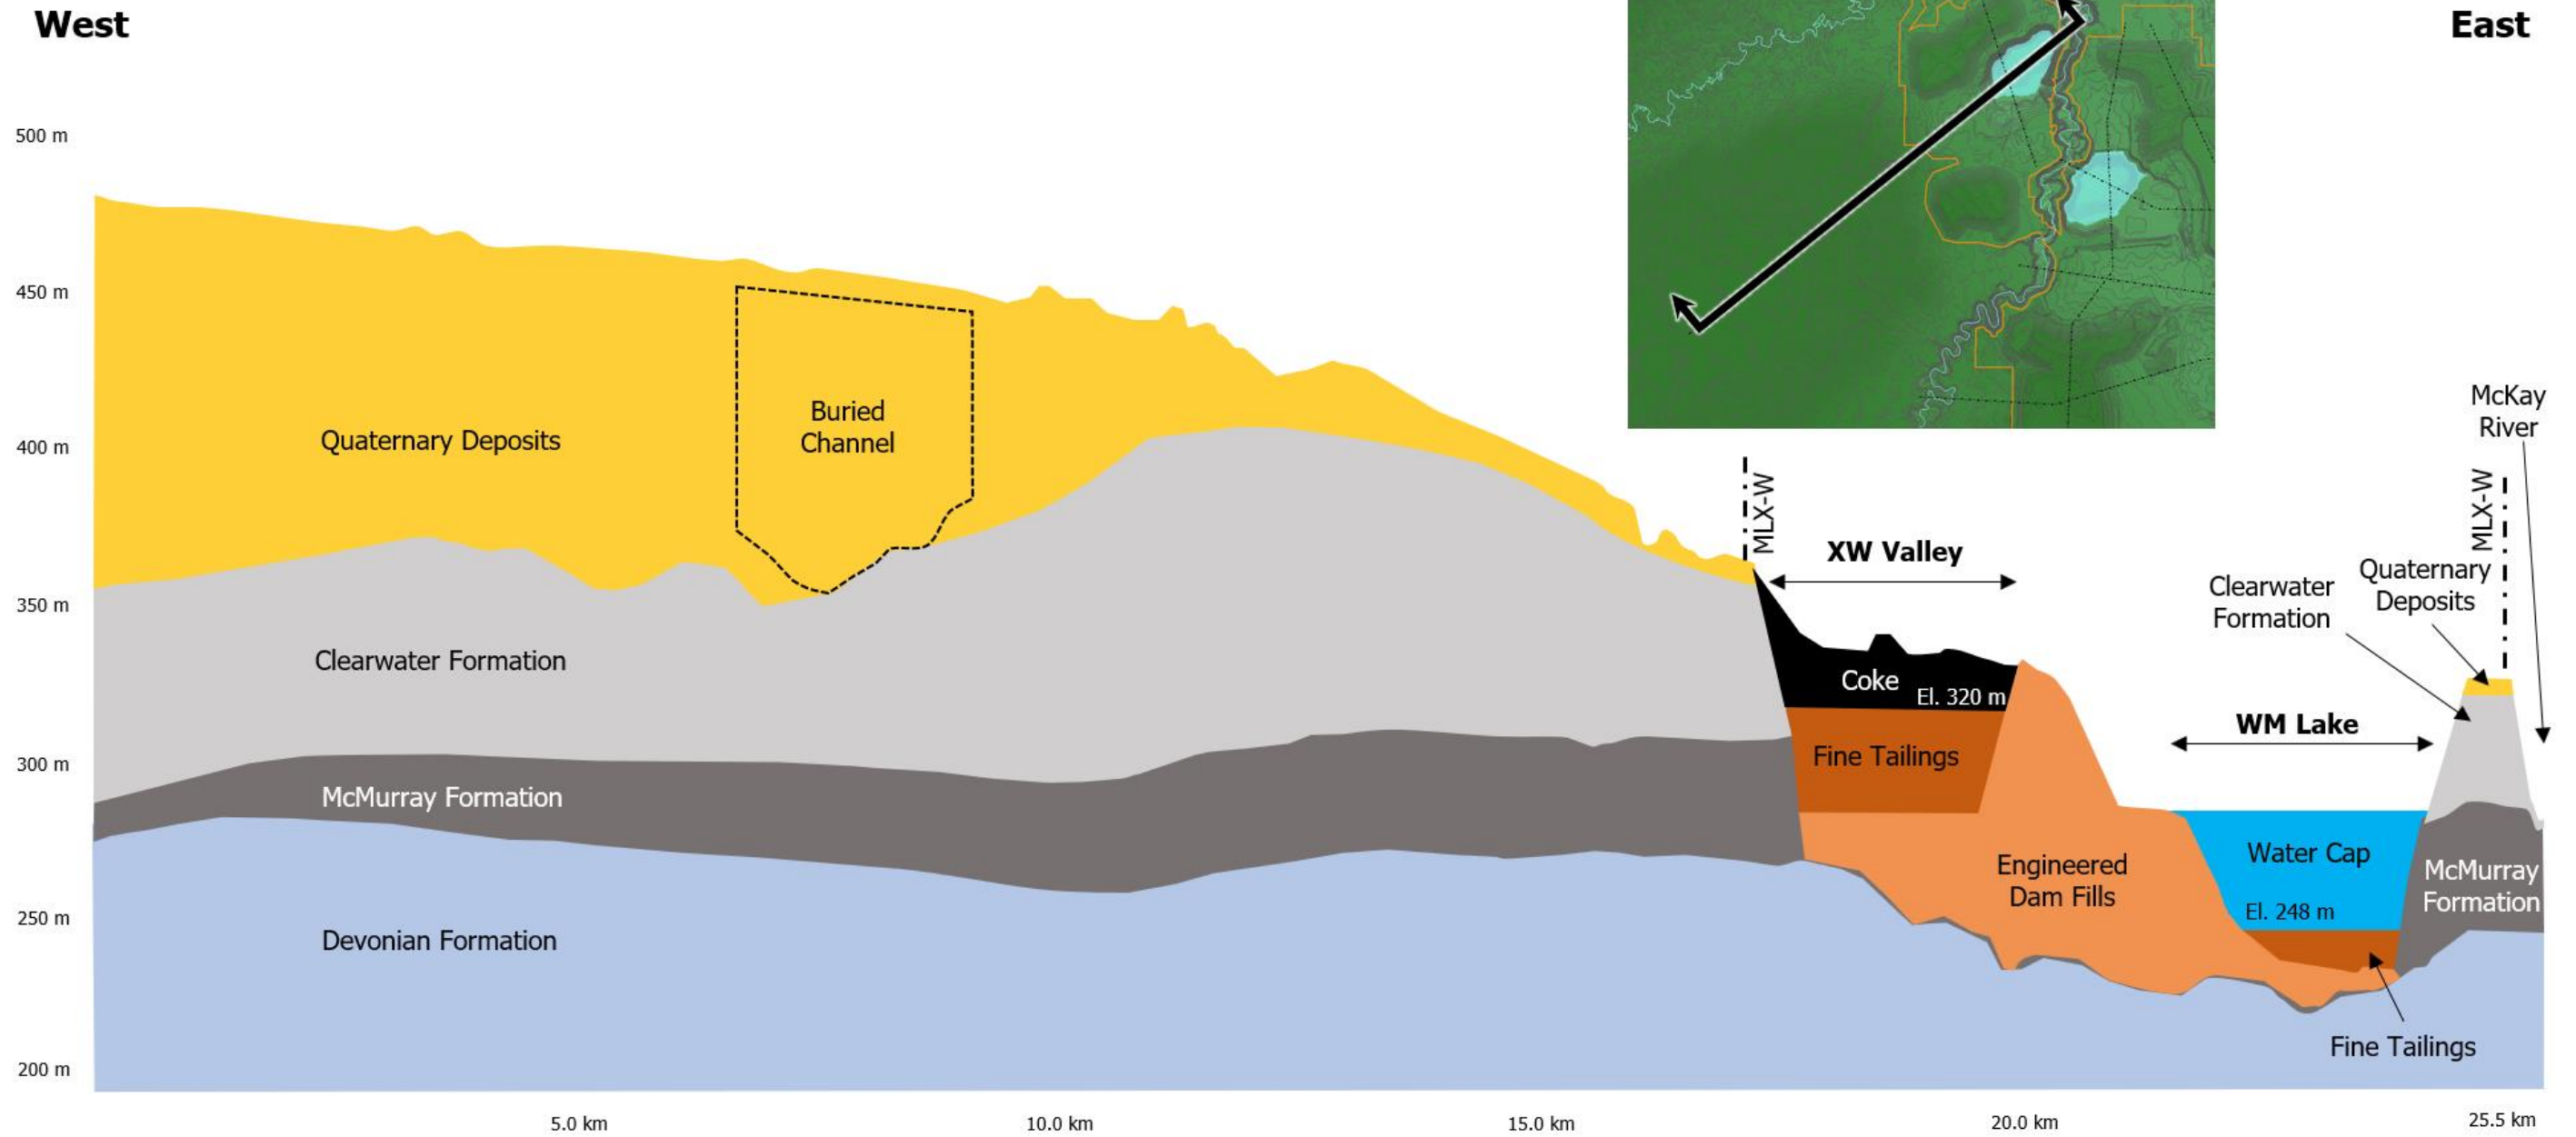 West
East
500 m
450 m
400 m
350 m
300 m
250 m
200 m
Quaternary Deposits
Buried
Channel
Clearwater Formation
McMurray Formation
Devonian Formation
MLX-W
XW Valley
Coke
El. 320 m
Fine Tailings
Engineered
Dam Fills
WM Lake
Water Cap
El. 248 m
Fine Tailings
Clearwater
Formation
Quaternary
Deposits
MLX-W
McKay
River
McMurray
Formation
5.0 km
10.0 km
15.0 km
20.0 km
25.5 km